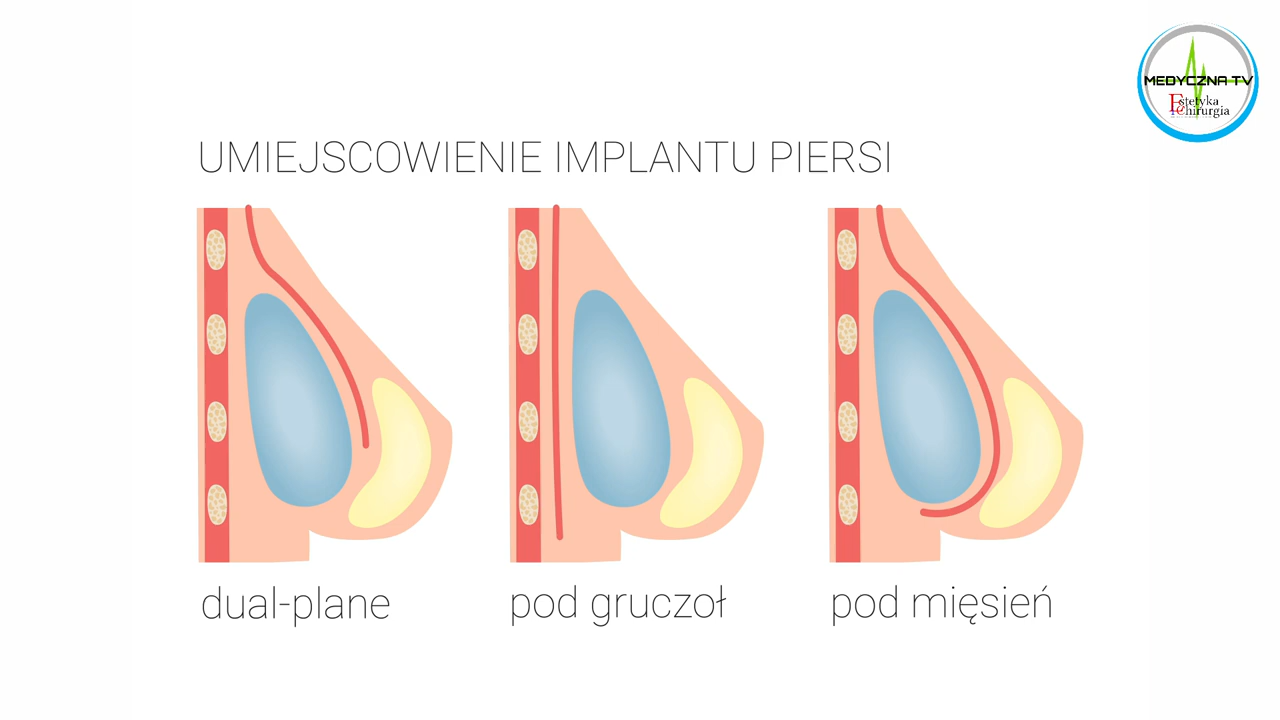 MEDYCZNA TV
Estetyka
chirurgia
UMIEJSCOWIENIE IMPLANTU PIERSI
dual-plane
pod gruczoł
pod mięsień